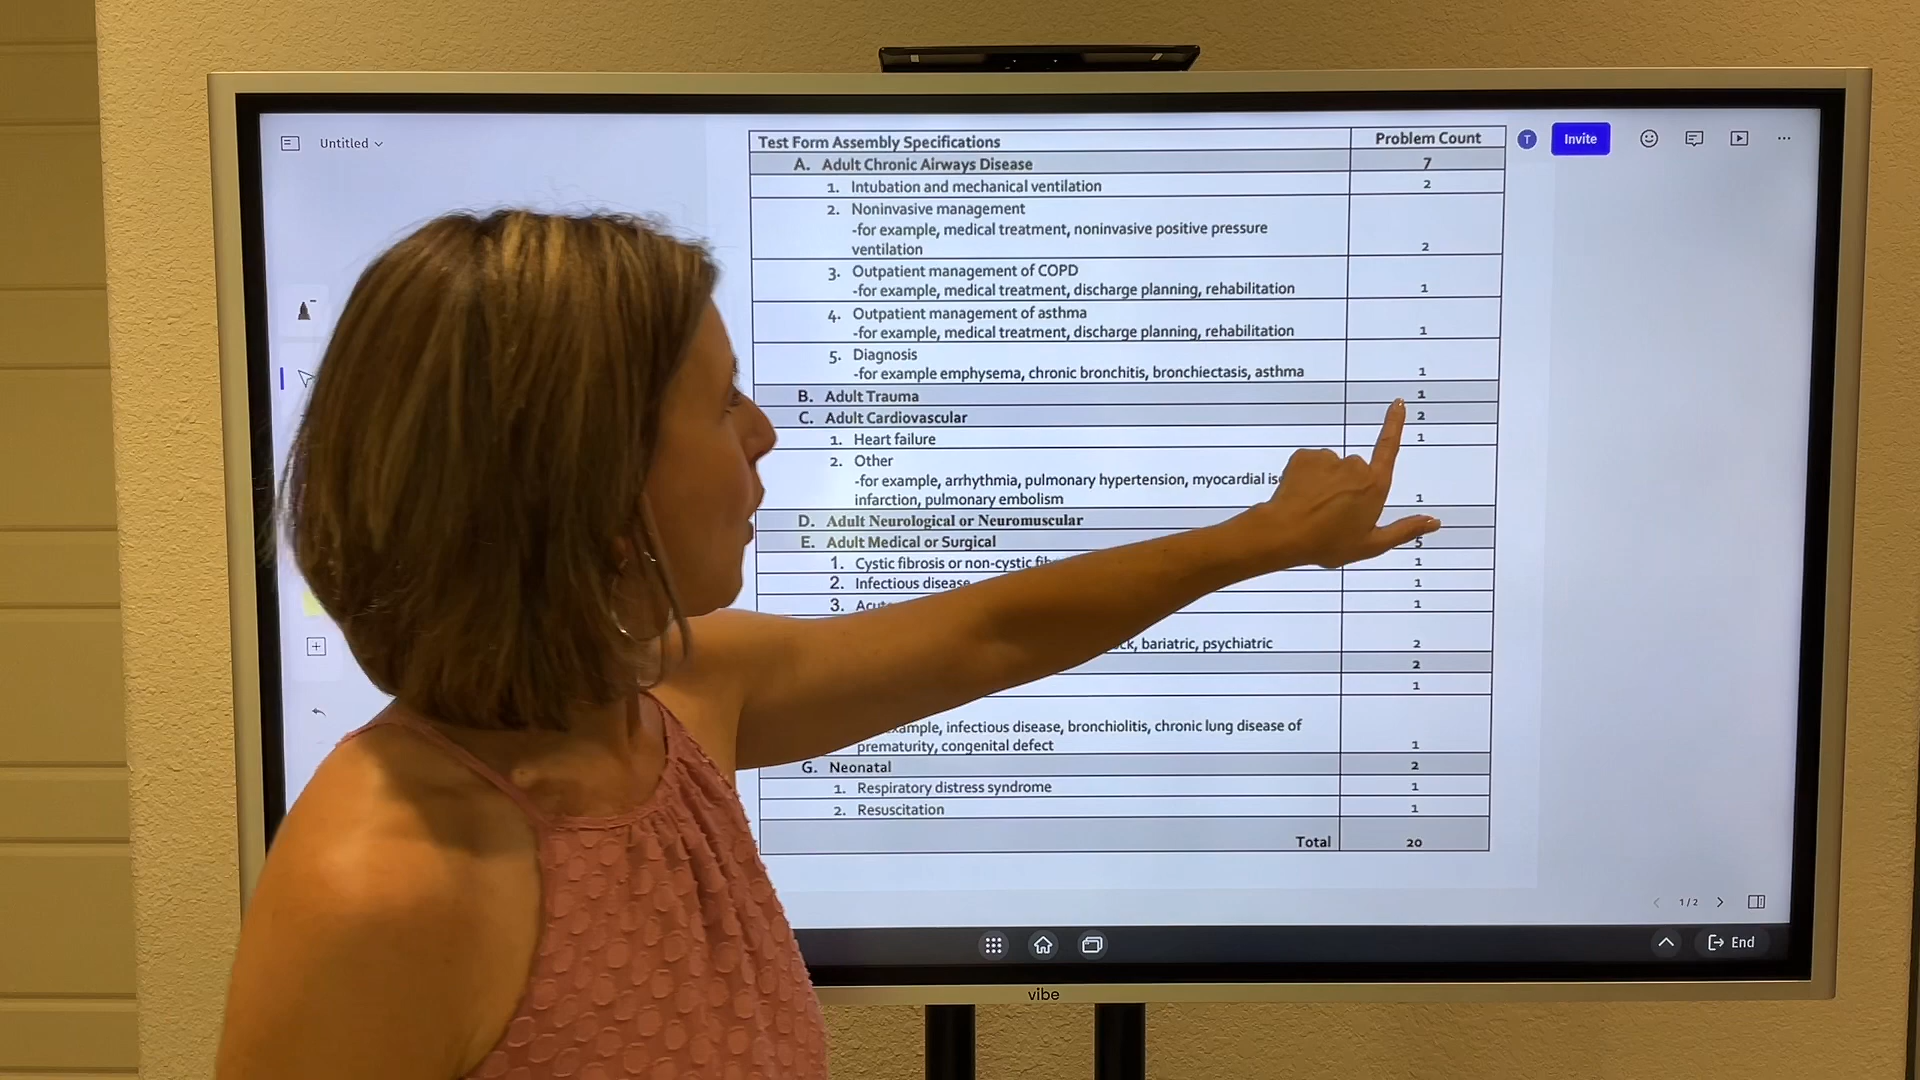 Untitled
Test Form Assembly Specifications Problem Count
T
Invite
A. Adult Chronic Airways Disease 7
1. Intubation and mechanical ventilation 2
2. Noninvasive management
-for example, medical treatment, noninvasive positive pressure
ventilation 2
3. Outpatient management of COPD
-for example, medical treatment, discharge planning, rehabilitation 1
4. Outpatient management of asthma
-for example, medical treatment, discharge planning, rehabilitation 1
5. Diagnosis
-for example emphysema, chronic bronchitis, bronchiectasis, asthma 1
B. Adult Trauma 1
C. Adult Cardiovascular 2
1. Heart failure 1
2. Other
-for example, arrhythmia, pulmonary hypertension, myocardial
infarction, pulmonary embolism 1
D. Adult Neurological or Neuromuscular
E. Adult Medical or Surgical 5
1. Cystic fibrosis or non-cystic 1
2. Infectious disease 1
3. 1
bariatric, psychiatric 2
2
1
infectious disease, bronchiolitis, chronic lung disease of
prematurity, congenital defect 1
G. Neonatal 2
1. Respiratory distress syndrome 1
2. Resuscitation 1
Total 20
1/2
End
vibe